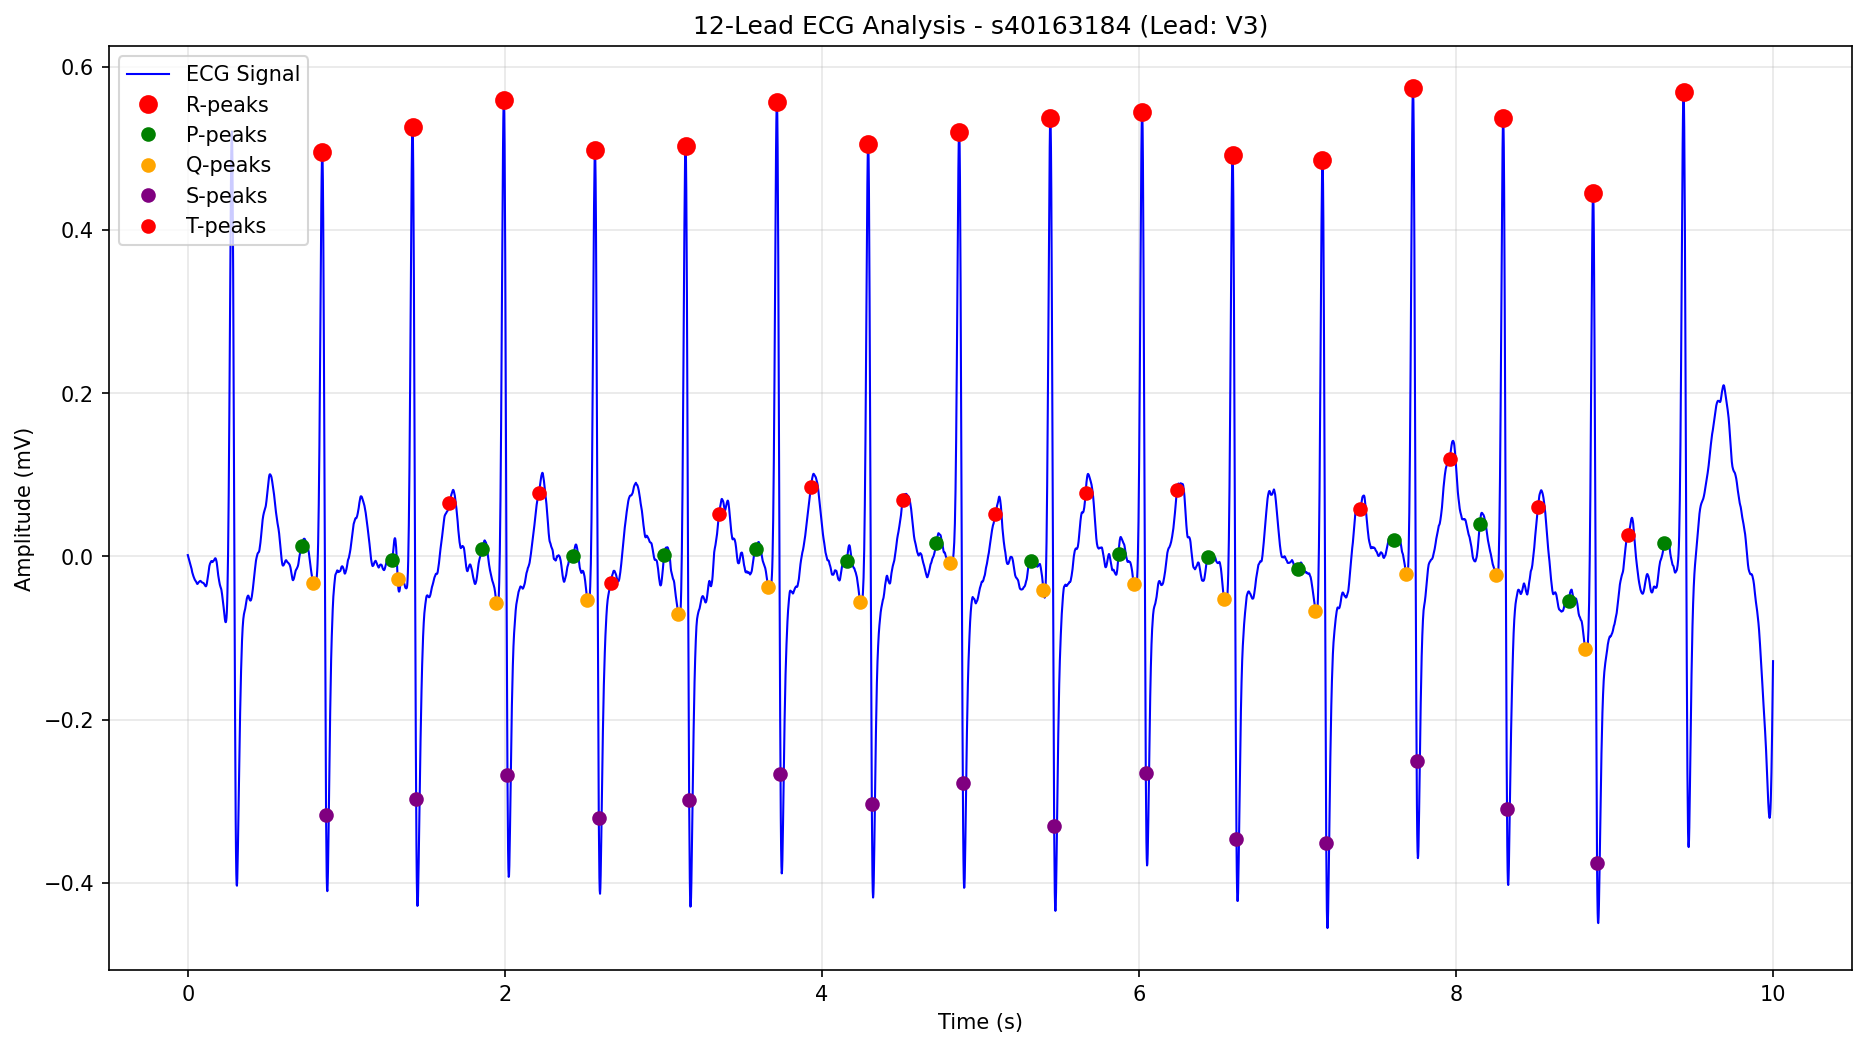 12-Lead ECG Analysis - s40163184 (Lead: V3)
ECG Signal
R-peaks
P-peaks
Q-peaks
S-peaks
T-peaks
Amplitude (mV)
0.6
0.4
0.2
0.0
−0.2
−0.4
0 2 4 6 8 10
Time (s)